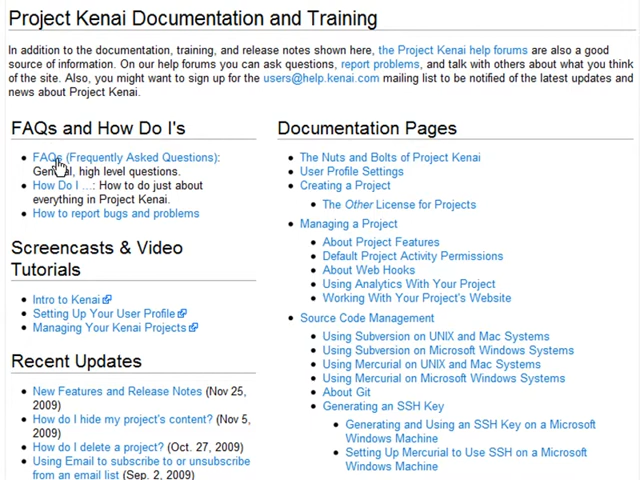 Project Kenai Documentation and Training
In addition to the documentation, training, and release notes shown here, the Project Kenai help forums are also a good
source of information. On our help forums you can ask questions, report problems, and talk with others about what you think
of the site. Also, you might want to sign up for the users@help.kenai.com mailing list to be notified of the latest updates and
news about Project Kenai.
FAQs and How Do I's
FAQs (Frequently Asked Questions):
General, high level questions.
How Do I ...: How to do just about
everything in Project Kenai.
How to report bugs and problems
Screencasts & Video
Tutorials
Intro to Kenai
Setting Up Your User Profile
Managing Your Kenai Projects
Recent Updates
New Features and Release Notes (Nov 25,
2009)
How do I hide my project's content? (Nov 5,
2009)
How do I delete a project? (Oct. 27, 2009)
Using Email to subscribe to or unsubscribe
from an email list (Sep. 2, 2009)
Documentation Pages
The Nuts and Bolts of Project Kenai
User Profile Settings
Creating a Project
The Other License for Projects
Managing a Project
About Project Features
Default Project Activity Permissions
About Web Hooks
Using Analytics With Your Project
Working With Your Project's Website
Source Code Management
Using Subversion on UNIX and Mac Systems
Using Subversion on Microsoft Windows Systems
Using Mercurial on UNIX and Mac Systems
Using Mercurial on Microsoft Windows Systems
About Git
Generating an SSH Key
Generating and Using an SSH Key on a Microsoft
Windows Machine
Setting Up Mercurial to Use SSH on a Microsoft
Windows Machine